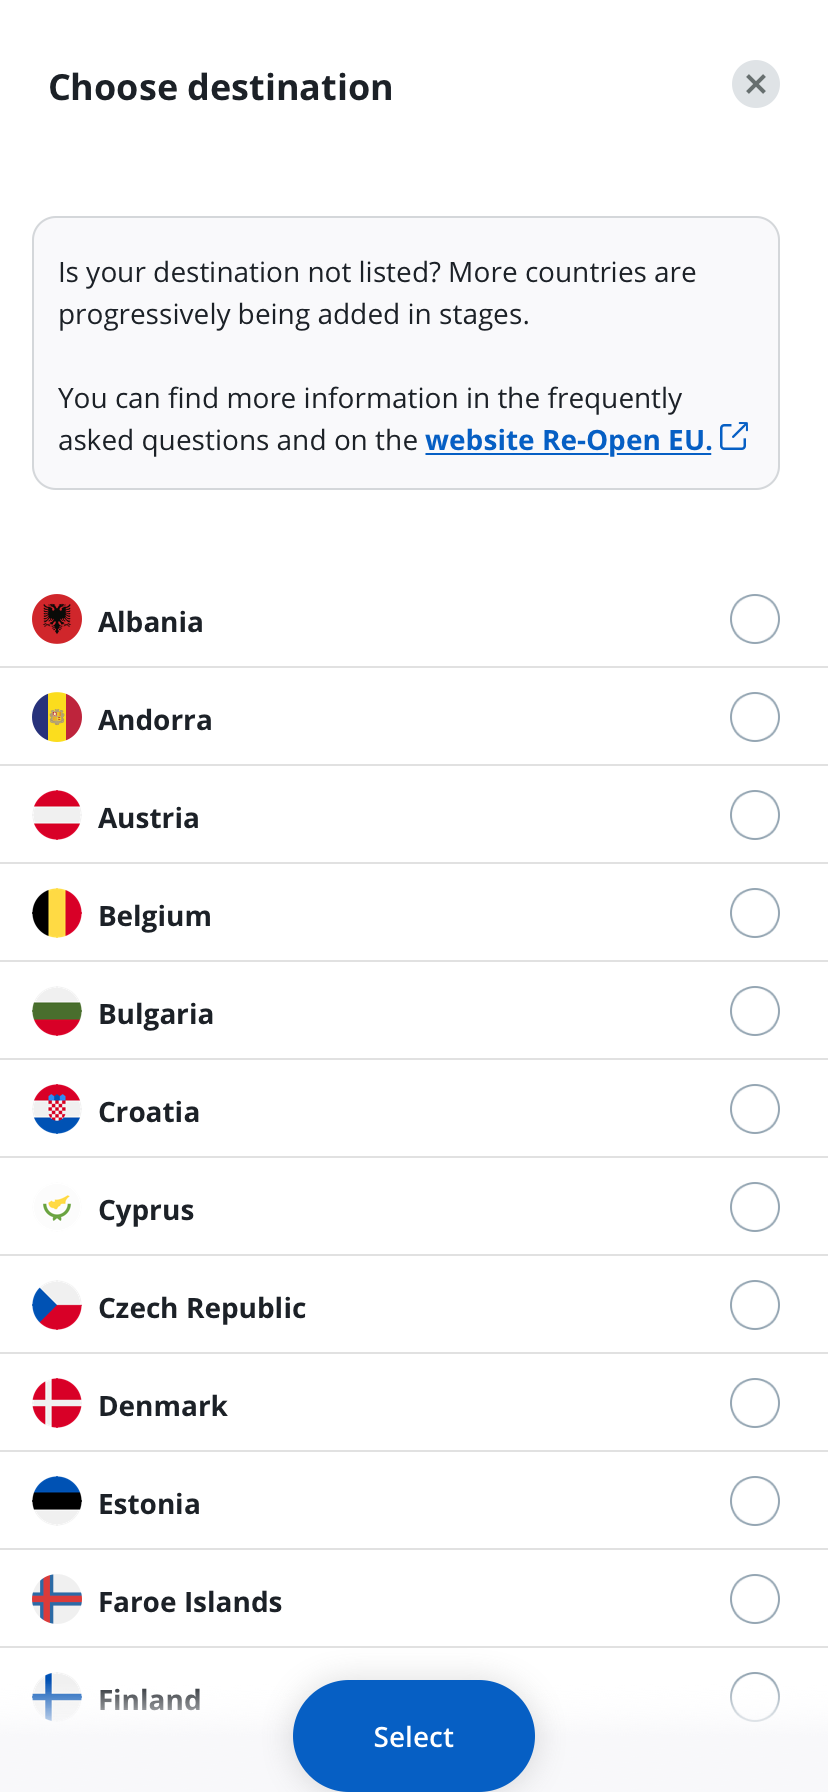 Choose destination
Is your destination not listed? More countries are
progressively being added in stages.
You can find more information in the frequently
asked questions and on the website Re-Open EU.
Albania
Andorra
Austria
Belgium
Bulgaria
Croatia
Cyprus
Czech Republic
Denmark
Estonia
Faroe Islands
Finland
Select